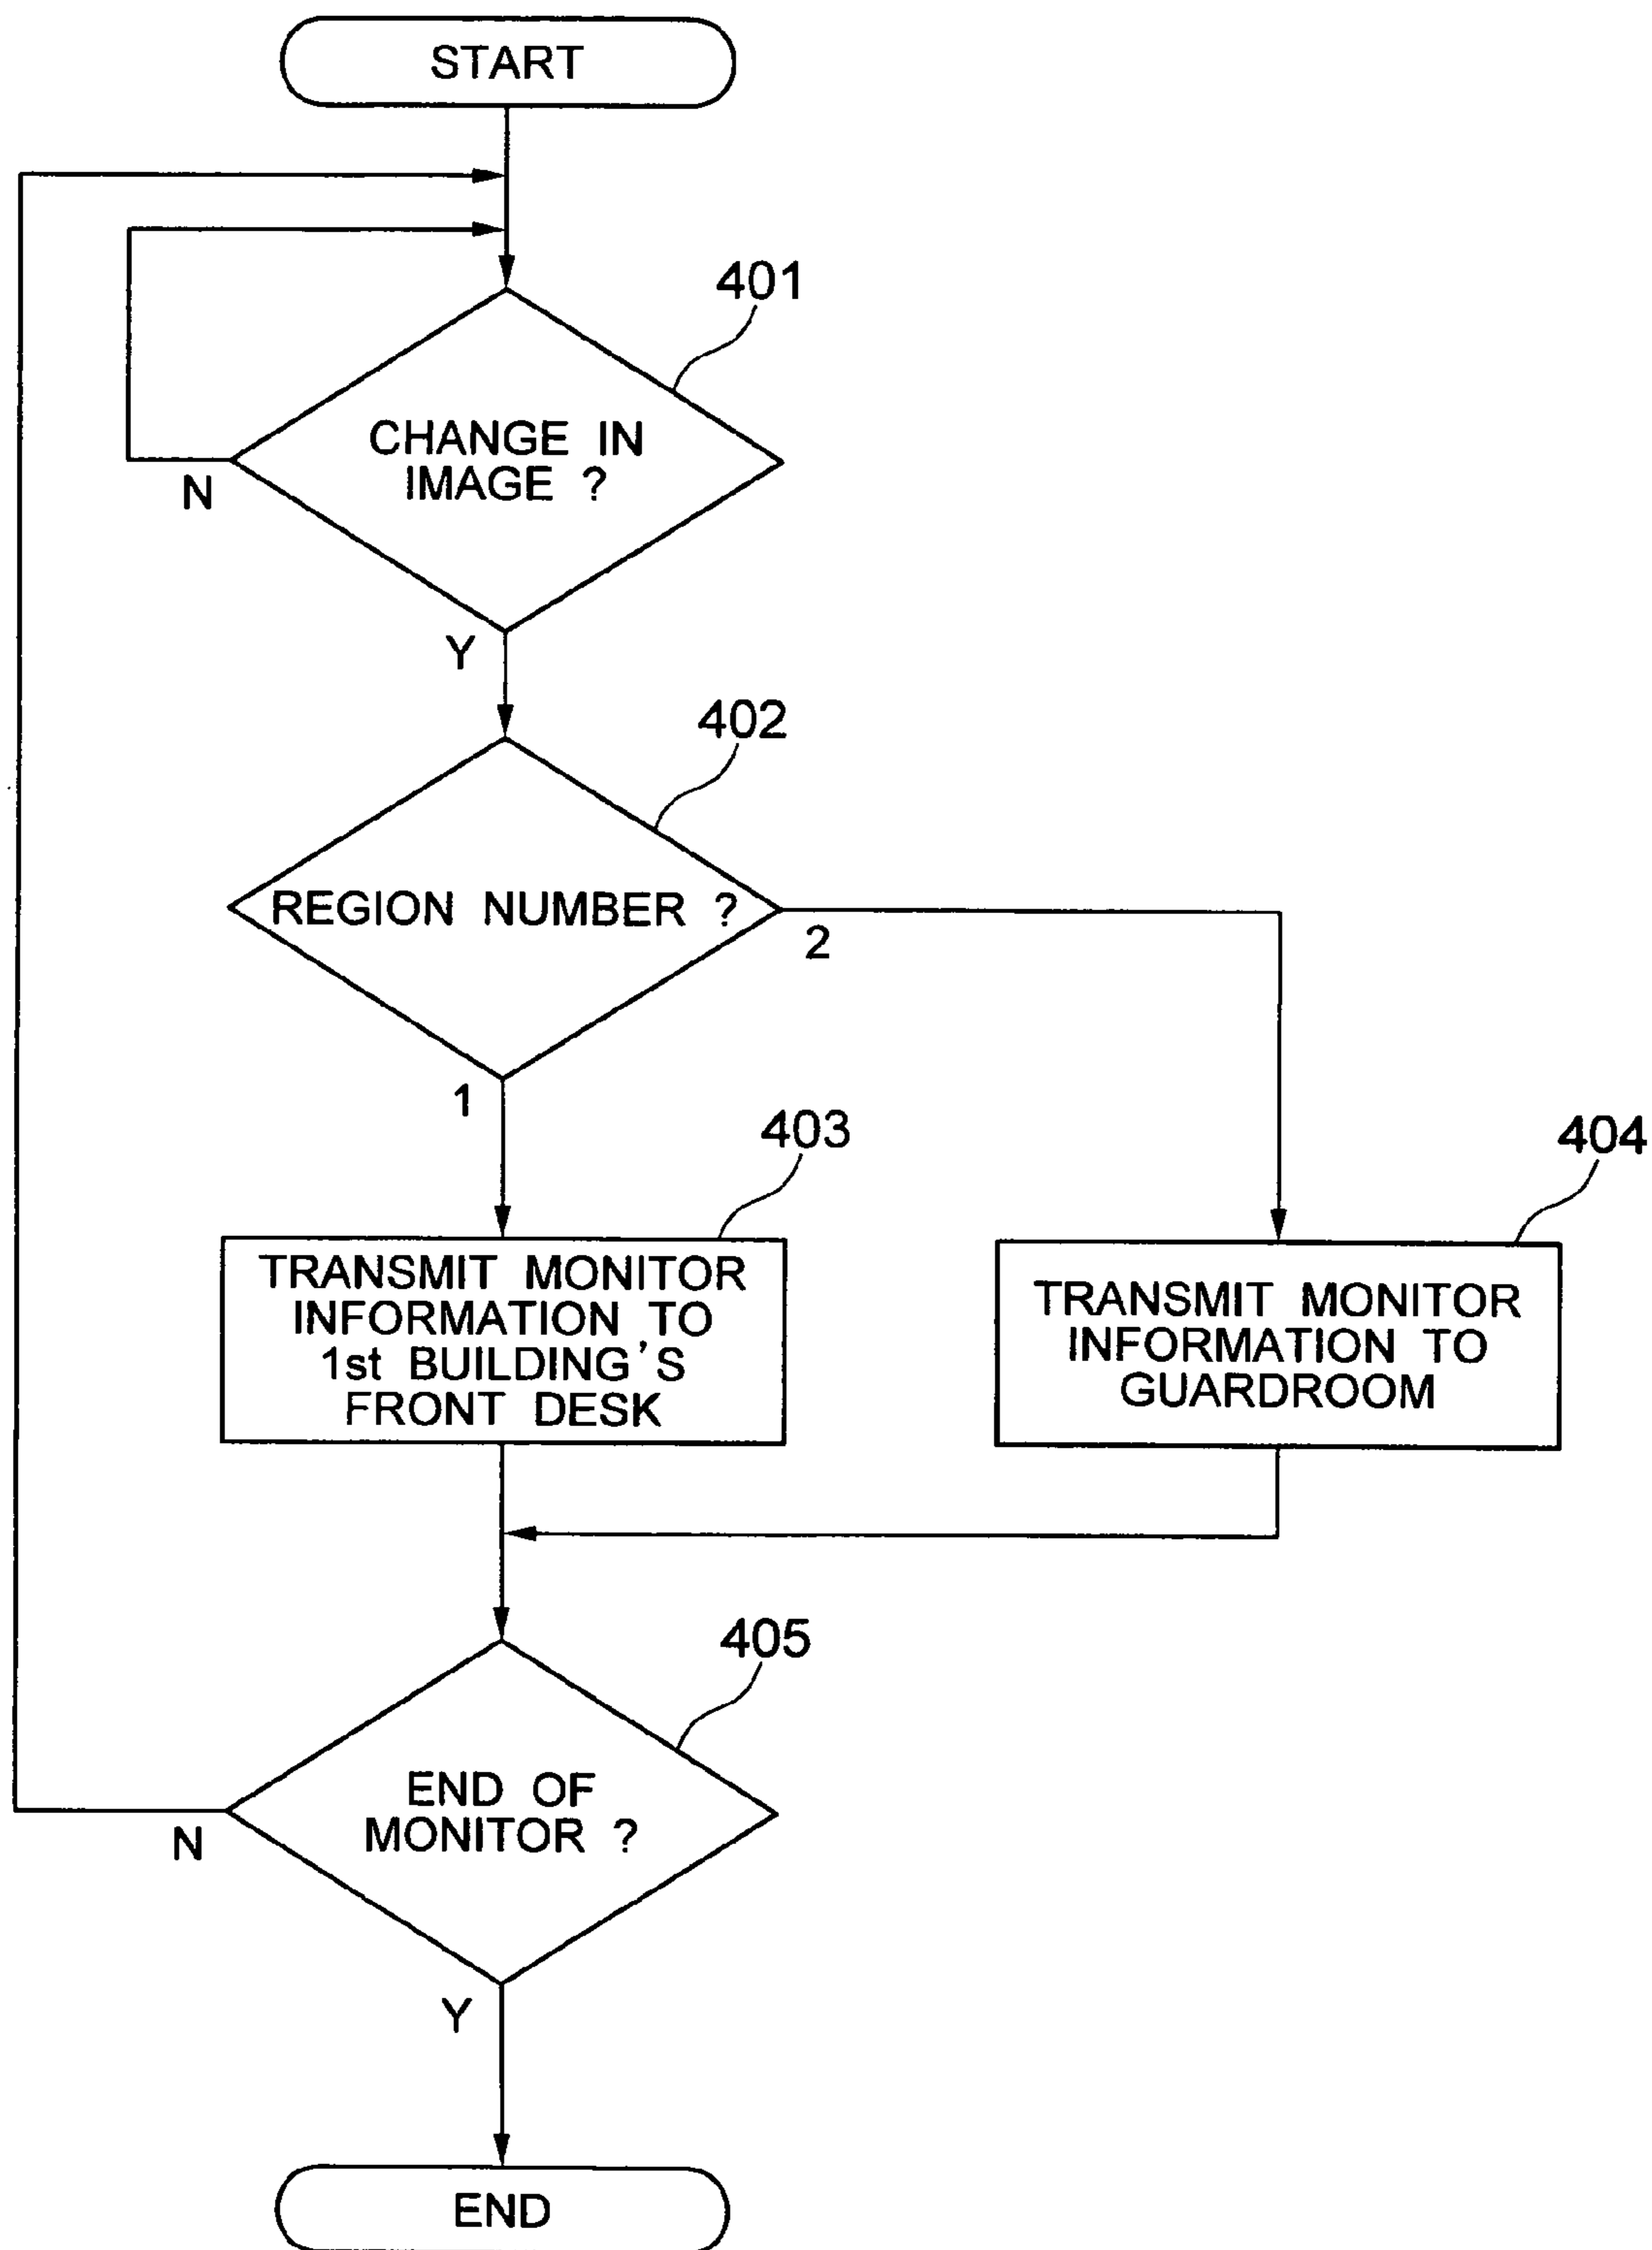 START
401
CHANGE IN
IMAGE ?
N
Y
402
REGION NUMBER ?
2
1
403
404
TRANSMIT MONITOR
INFORMATION TO
1st BUILDING'S
FRONT DESK
TRANSMIT MONITOR
INFORMATION TO
GUARDROOM
405
END OF
MONITOR ?
N
Y
END